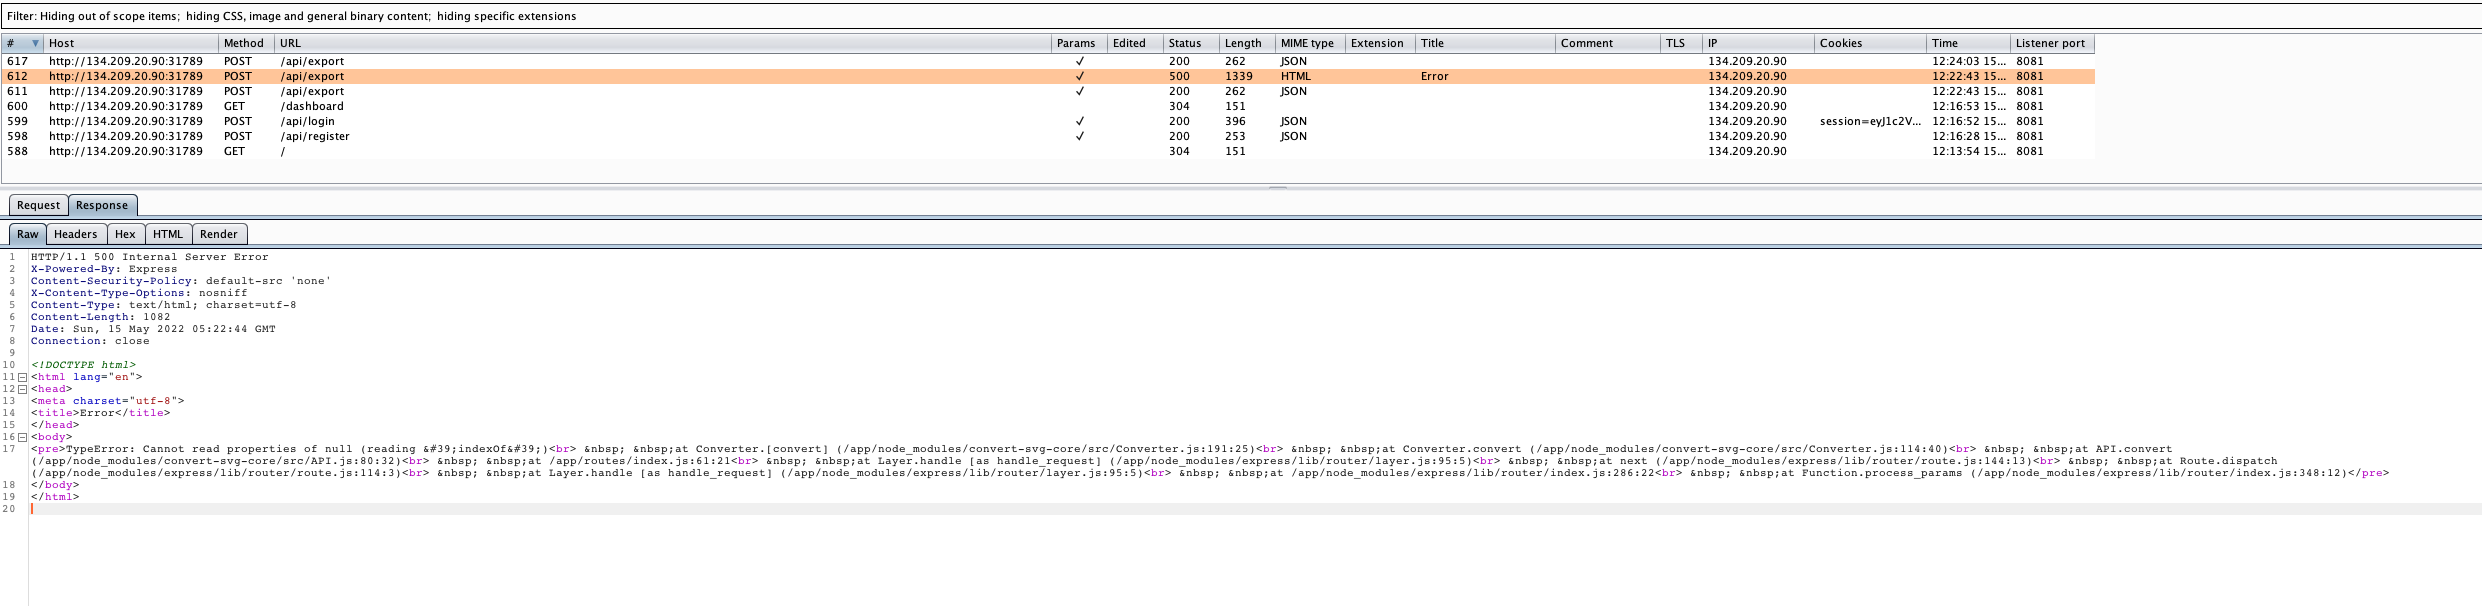 Filter: Hiding out of scope items; hiding CSS, image and general binary content; hiding specific extensions
# Host Method URL Params Edited Status Length MIME type Extension Title Comment TLS IP Cookies Time Listener port
617 http://134.209.20.90:31789 POST /api/export ✓ 200 262 JSON 134.209.20.90 12:24:03 15... 8081
612 http://134.209.20.90:31789 POST /api/export ✓ 500 1339 HTML Error 134.209.20.90 12:22:43 15... 8081
611 http://134.209.20.90:31789 POST /api/export ✓ 200 262 JSON 134.209.20.90 12:22:43 15... 8081
600 http://134.209.20.90:31789 GET /dashboard 304 151 134.209.20.90 12:16:53 15... 8081
599 http://134.209.20.90:31789 POST /api/login ✓ 200 396 JSON 134.209.20.90 session=eyJ1c2V... 12:16:52 15... 8081
598 http://134.209.20.90:31789 POST /api/register ✓ 200 253 JSON 134.209.20.90 12:16:28 15... 8081
588 http://134.209.20.90:31789 GET / 304 151 134.209.20.90 12:13:54 15... 8081
Request Response
Raw Headers Hex HTML Render
1 HTTP/1.1 500 Internal Server Error
2 X-Powered-By: Express
3 Content-Security-Policy: default-src 'none'
4 X-Content-Type-Options: nosniff
5 Content-Type: text/html; charset=utf-8
6 Content-Length: 1082
7 Date: Sun, 15 May 2022 05:22:44 GMT
8 Connection: close
9
10 <!DOCTYPE html>
11 <html lang="en">
12 <head>
13 <meta charset="utf-8">
14 <title>Error</title>
15 </head>
16 <body>
17 <pre>TypeError: Cannot read properties of null (reading &#39;indexOf&#39;)<br> &nbsp; &nbsp;at Converter.[convert] (/app/node_modules/convert-svg-core/src/Converter.js:191:25)<br> &nbsp; &nbsp;at Converter.convert (/app/node_modules/convert-svg-core/src/Converter.js:114:40)<br> &nbsp; &nbsp;at API.convert
(/app/node_modules/convert-svg-core/src/API.js:80:32)<br> &nbsp; &nbsp;at /app/routes/index.js:61:21<br> &nbsp; &nbsp;at Layer.handle [as handle_request] (/app/node_modules/express/lib/router/layer.js:95:5)<br> &nbsp; &nbsp;at next (/app/node_modules/express/lib/router/route.js:144:13)<br> &nbsp; &nbsp;at Route.dispatch
(/app/node_modules/express/lib/router/route.js:114:3)<br> &nbsp; &nbsp;at Layer.handle [as handle_request] (/app/node_modules/express/lib/router/layer.js:95:5)<br> &nbsp; &nbsp;at /app/node_modules/express/lib/router/index.js:286:22<br> &nbsp; &nbsp;at Function.process_params (/app/node_modules/express/lib/router/index.js:348:12)</pre>
18 </body>
19 </html>
20